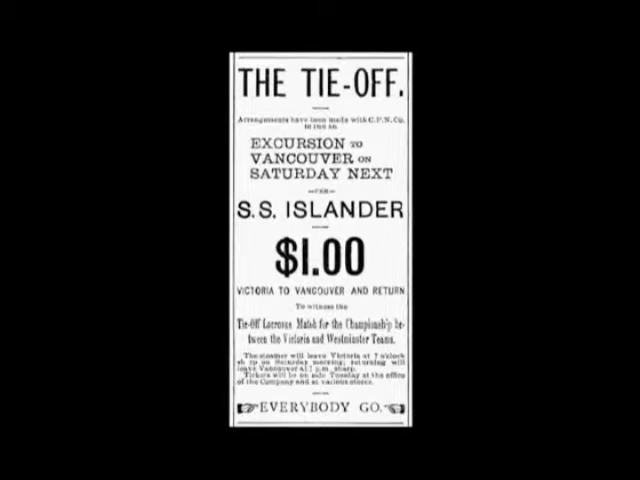 THE TIE-OFF.
Arrangements have been made with C.P.N. Co.
to run an
EXCURSION TO
VANCOUVER ON
SATURDAY NEXT
—PER—
S.S. ISLANDER
$1.00
VICTORIA TO VANCOUVER AND RETURN
To witness the
Tie-Off Lacrosse Match for the Championship be-
tween the Victoria and Westminster Teams.
The steamer will leave Victoria at 7 o'clock
sharp on Saturday morning; returning will
leave Vancouver at 7 p.m. sharp.
Tickets will be on sale Tuesday at the office
of the Company and at various stores.
EVERYBODY GO.